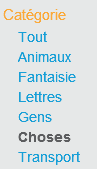 Catégorie
Tout
Animaux
Fantaisie
Lettres
Gens
Choses
Transport